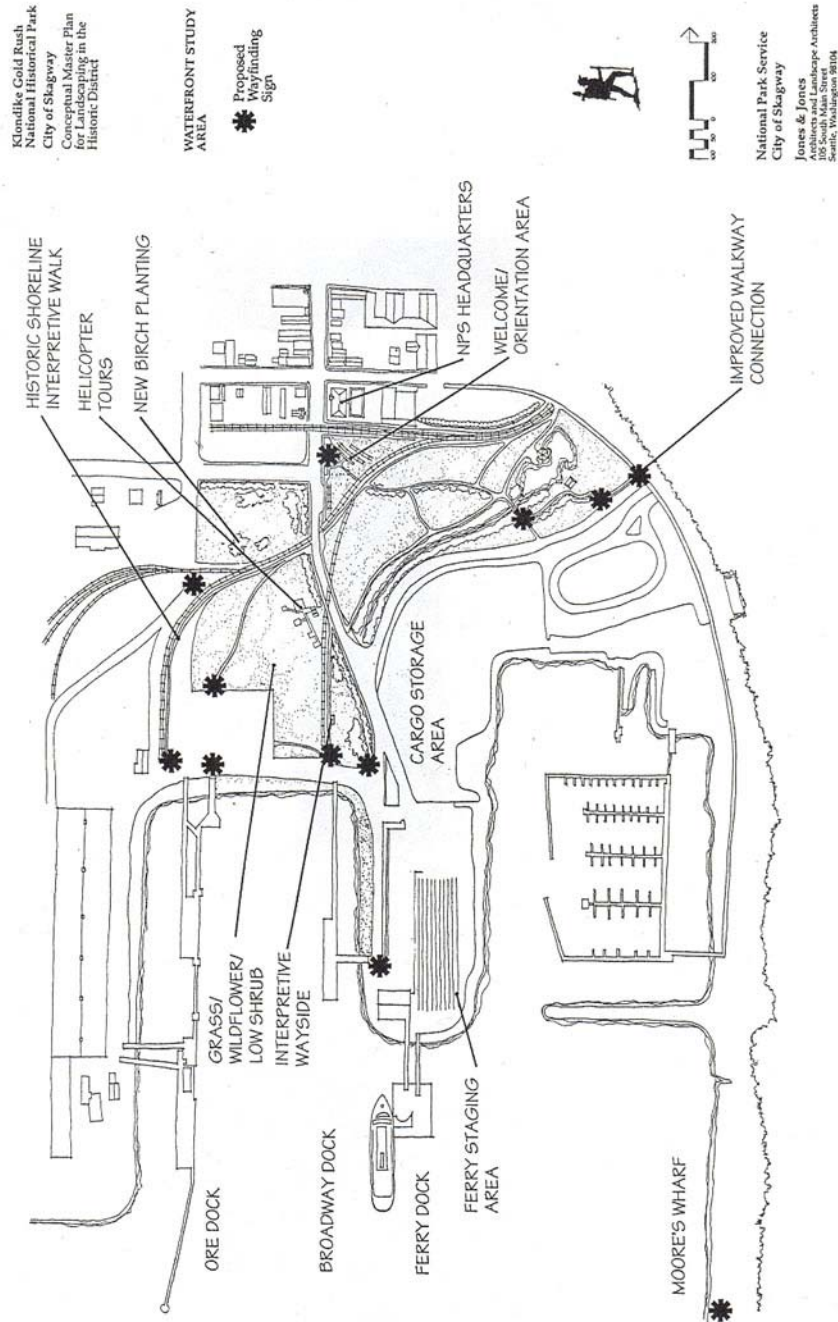 Klondike Gold Rush
National Historical Park
City of Skagway
Conceptual Master Plan
for Landscaping in the
Historic District
WATERFRONT STUDY
AREA
Proposed
Wayfinding
Sign
National Park Service
City of Skagway
Jones & Jones
Architects and Landscape Architects
105 South Main Street
Seattle, Washington 98104
HISTORIC SHORELINE
INTERPRETIVE WALK
HELICOPTER
TOURS
NEW BIRCH PLANTING
NPS HEADQUARTERS
WELCOME/
ORIENTATION AREA
IMPROVED WALKWAY
CONNECTION
CARGO STORAGE
AREA
GRASS/
WILDFLOWER/
LOW SHRUB
INTERPRETIVE
WAYSIDE
ORE DOCK
BROADWAY DOCK
FERRY DOCK
FERRY STAGING
AREA
MOORE'S WHARF